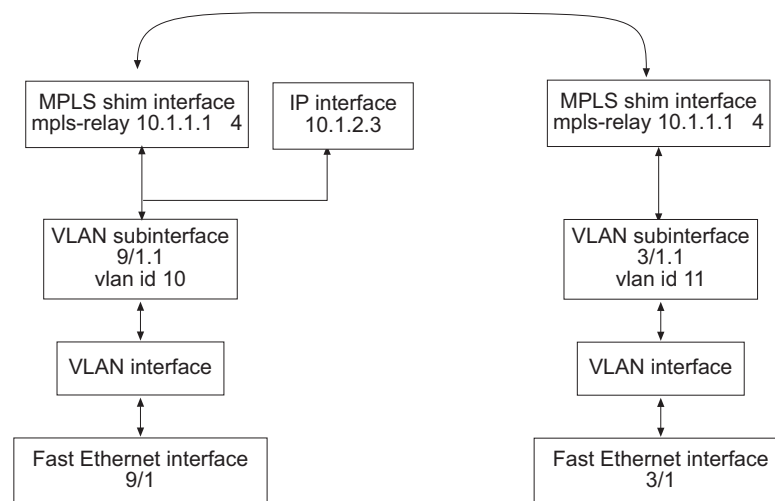 MPLS shim interface
mpls-relay 10.1.1.1 4
IP interface
10.1.2.3
MPLS shim interface
mpls-relay 10.1.1.1 4
VLAN subinterface
9/1.1
vlan id 10
VLAN subinterface
3/1.1
vlan id 11
VLAN interface
VLAN interface
Fast Ethernet interface
9/1
Fast Ethernet interface
3/1